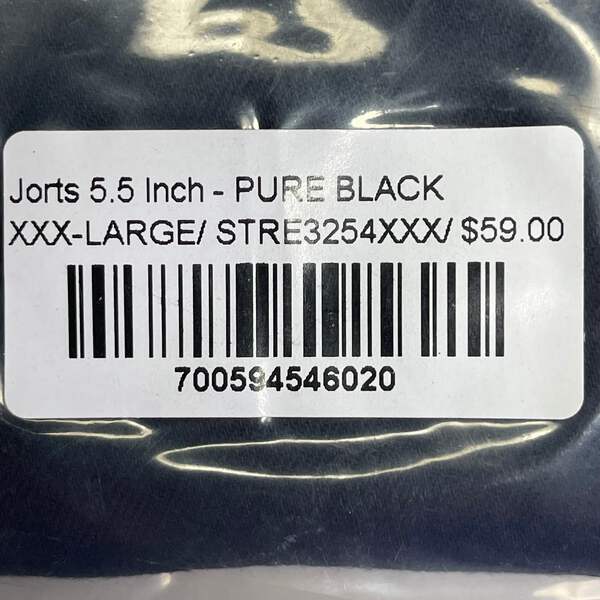 Jorts 5.5 Inch - PURE BLACK
XXX-LARGE/ STRE3254XXX/ $59.00
700594546020